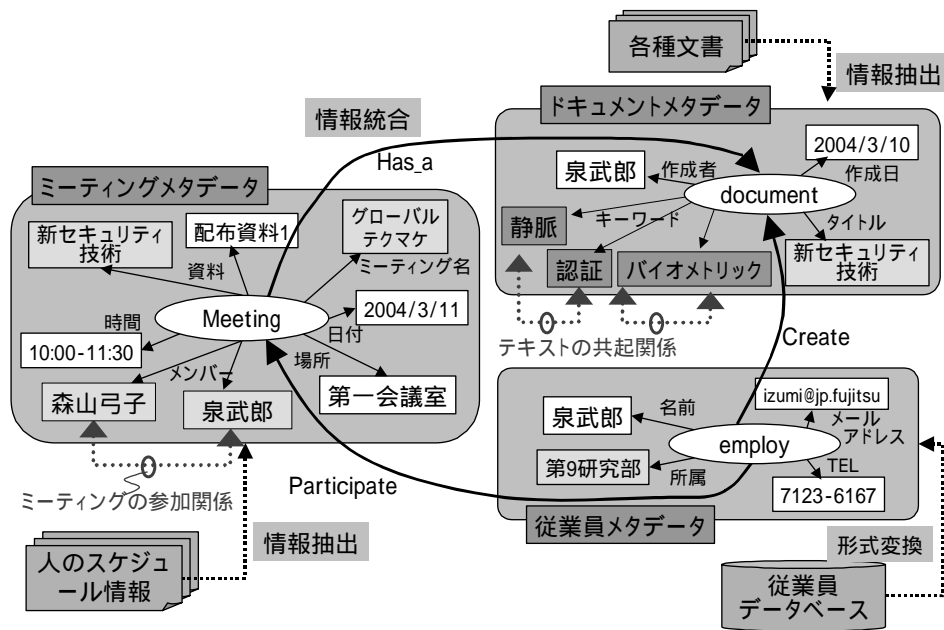 各種文書
情報抽出
情報統合
ドキュメントメタデータ
Has_a
2004/3/10
作成者
泉武郎
作成日
document
ミーティングメタデータ
キーワード
静脈
タイトル
新セキュリティ
技術
認証
バイオメトリック
新セキュリティ
技術
配布資料1
グローバル
テクマケ
資料
ミーティング名
Meeting
2004/3/11
時間
日付
10:00-11:30
場所
メンバー
森山弓子
泉武郎
第一会議室
テキストの共起関係
Create
泉武郎
名前
izumi@jp.fujitsu
メール
アドレス
employ
第9研究部
所属
TEL
7123-6167
Participate
ミーティングの参加関係
従業員メタデータ
情報抽出
形式変換
人のスケジュ
ール情報
従業員
データベース